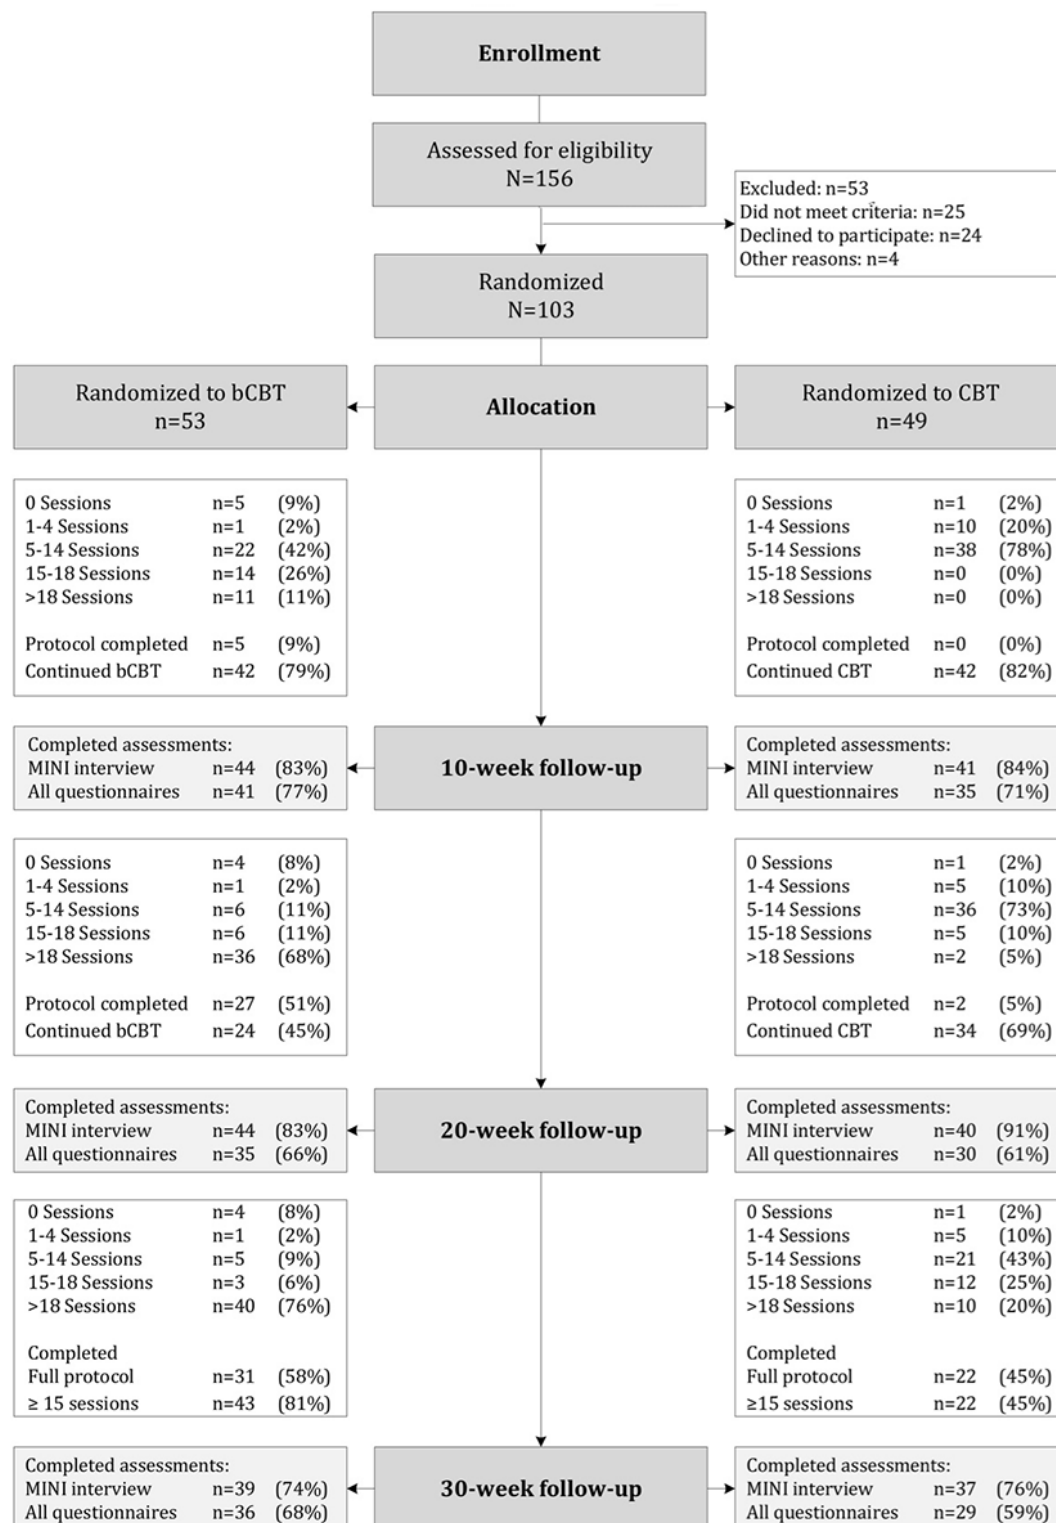 Enrollment
Assessed for eligibility
N=156
Excluded: n=53
Did not meet criteria: n=25
Declined to participate: n=24
Other reasons: n=4
Randomized
N=103
Randomized to bCBT
n=53
Allocation
Randomized to CBT
n=49
0 Sessions n=5 (9%)
1-4 Sessions n=1 (2%)
5-14 Sessions n=22 (42%)
15-18 Sessions n=14 (26%)
>18 Sessions n=11 (11%)
Protocol completed n=5 (9%)
Continued bCBT n=42 (79%)
0 Sessions n=1 (2%)
1-4 Sessions n=10 (20%)
5-14 Sessions n=38 (78%)
15-18 Sessions n=0 (0%)
>18 Sessions n=0 (0%)
Protocol completed n=0 (0%)
Continued CBT n=42 (82%)
Completed assessments:
MINI interview n=44 (83%)
All questionnaires n=41 (77%)
10-week follow-up
Completed assessments:
MINI interview n=41 (84%)
All questionnaires n=35 (71%)
0 Sessions n=4 (8%)
1-4 Sessions n=1 (2%)
5-14 Sessions n=6 (11%)
15-18 Sessions n=6 (11%)
>18 Sessions n=36 (68%)
Protocol completed n=27 (51%)
Continued bCBT n=24 (45%)
0 Sessions n=1 (2%)
1-4 Sessions n=5 (10%)
5-14 Sessions n=36 (73%)
15-18 Sessions n=5 (10%)
>18 Sessions n=2 (5%)
Protocol completed n=2 (5%)
Continued CBT n=34 (69%)
Completed assessments:
MINI interview n=44 (83%)
All questionnaires n=35 (66%)
20-week follow-up
Completed assessments:
MINI interview n=40 (91%)
All questionnaires n=30 (61%)
0 Sessions n=4 (8%)
1-4 Sessions n=1 (2%)
5-14 Sessions n=5 (9%)
15-18 Sessions n=3 (6%)
>18 Sessions n=40 (76%)
Completed
Full protocol n=31 (58%)
≥ 15 sessions n=43 (81%)
0 Sessions n=1 (2%)
1-4 Sessions n=5 (10%)
5-14 Sessions n=21 (43%)
15-18 Sessions n=12 (25%)
>18 Sessions n=10 (20%)
Completed
Full protocol n=22 (45%)
≥15 sessions n=22 (45%)
Completed assessments:
MINI interview n=39 (74%)
All questionnaires n=36 (68%)
30-week follow-up
Completed assessments:
MINI interview n=37 (76%)
All questionnaires n=29 (59%)